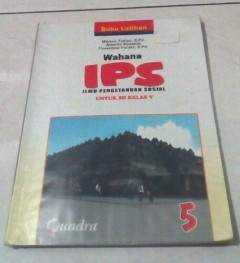 Buku Latihan
Wahana
IPS
ILMU PENGETAHUAN SOSIAL
UNTUK SD KELAS V
5
Quadra